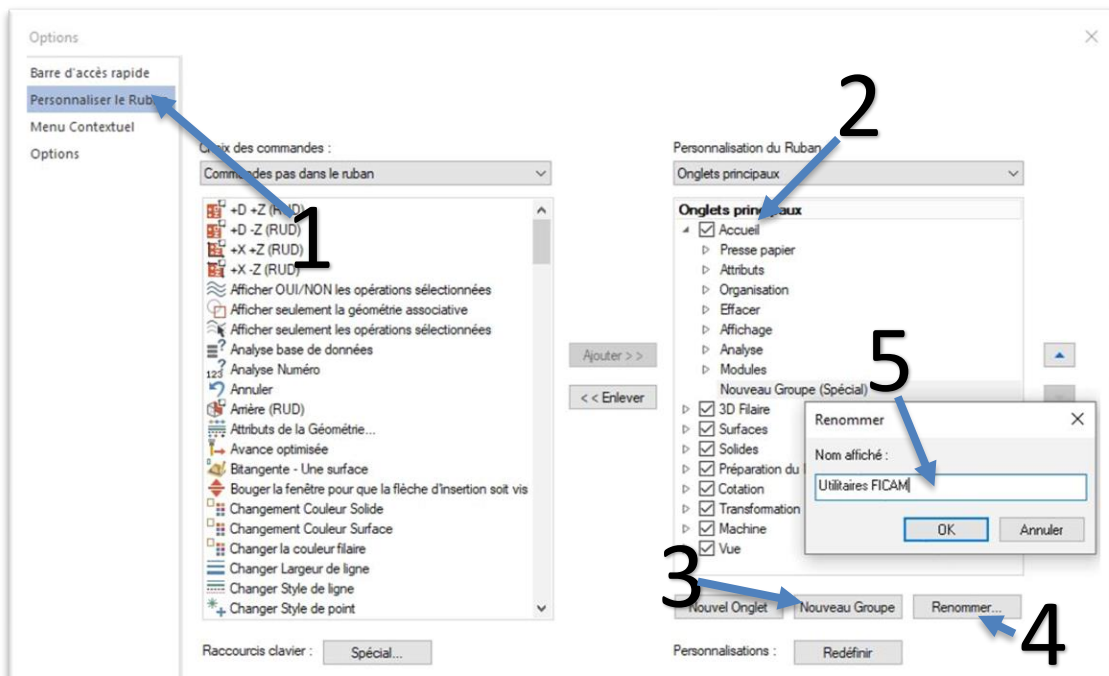 Options
Barre d'accès rapide
Personnaliser le Ruban
Menu Contextuel
Options
1
Choix des commandes :
Commandes pas dans le ruban
+D +Z (RUD)
+D -Z (RUD)
+X +Z (RUD)
+X -Z (RUD)
Afficher OUI/NON les opérations sélectionnées
Afficher seulement la géométrie associative
Afficher seulement les opérations sélectionnées
Analyse base de données
Analyse Numéro
Annuler
Arrière (RUD)
Attributs de la Géométrie...
Avance optimisée
Bitangente - Une surface
Bouger la fenêtre pour que la flèche d'insertion soit vis
Changement Couleur Solide
Changement Couleur Surface
Changer la couleur filaire
Changer Largeur de ligne
Changer Style de ligne
Changer Style de point
Raccourcis clavier :
Spécial...
Ajouter > >
< < Enlever
2
Personnalisation du Ruban
Onglets principaux
Onglets principaux
Accueil
Presse papier
Attributs
Organisation
Effacer
Affichage
Analyse
Modules
Nouveau Groupe (Spécial)
3D Filaire
Surfaces
Solides
Préparation du
Cotation
Transformation
Machine
Vue
5
Renommer
Nom affiché :
Utilitaires FICAM
OK
Annuler
3
Nouvel Onglet
Nouveau Groupe
Renommer...
4
Personnalisations :
Redéfinir